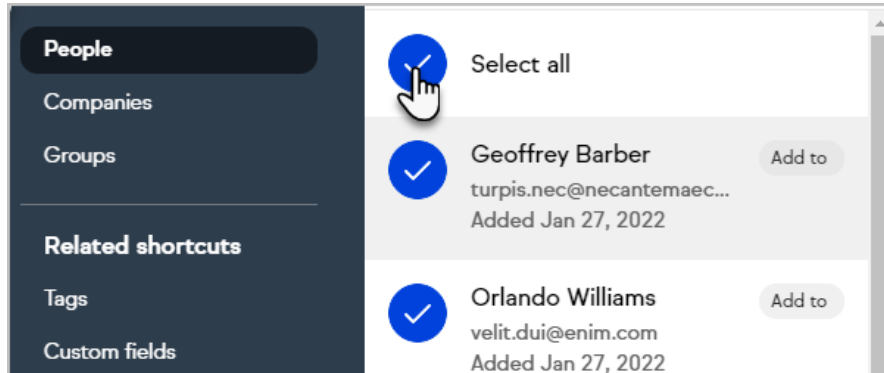 People
Companies
Groups
Related shortcuts
Tags
Custom fields
Select all
Geoffrey Barber
Add to
turpis.nec@necantemaec...
Added Jan 27, 2022
Orlando Williams
Add to
velit.dui@enim.com
Added Jan 27, 2022